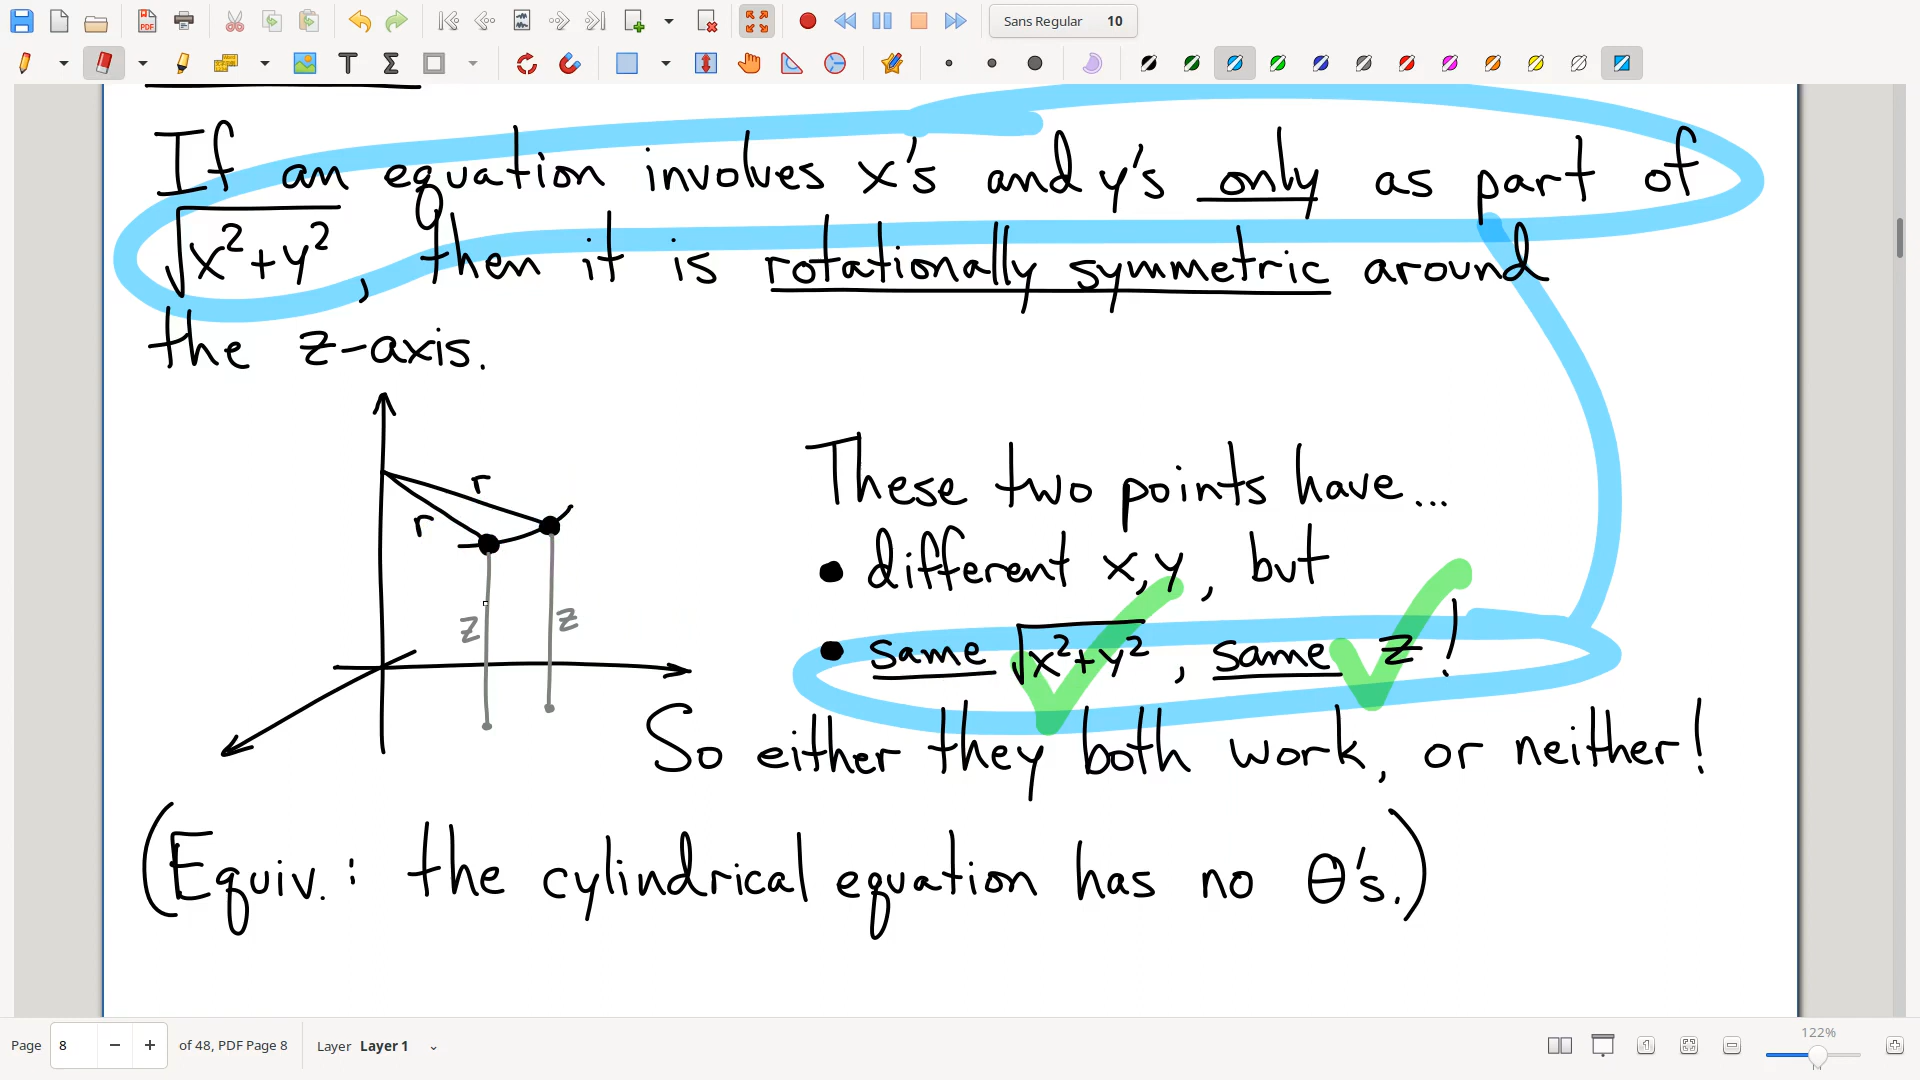 Sans Regular 10
If an equation involves x's and y's only as part of
√x²+y² , then it is rotationally symmetric around
the z-axis.
r
r
z
z
These two points have...
• different x,y, but
• same √x²+y² , same z!
So either they both work, or neither!
(Equiv.: the cylindrical equation has no θ's.)
Page 8 of 48, PDF Page 8 Layer Layer 1 122%